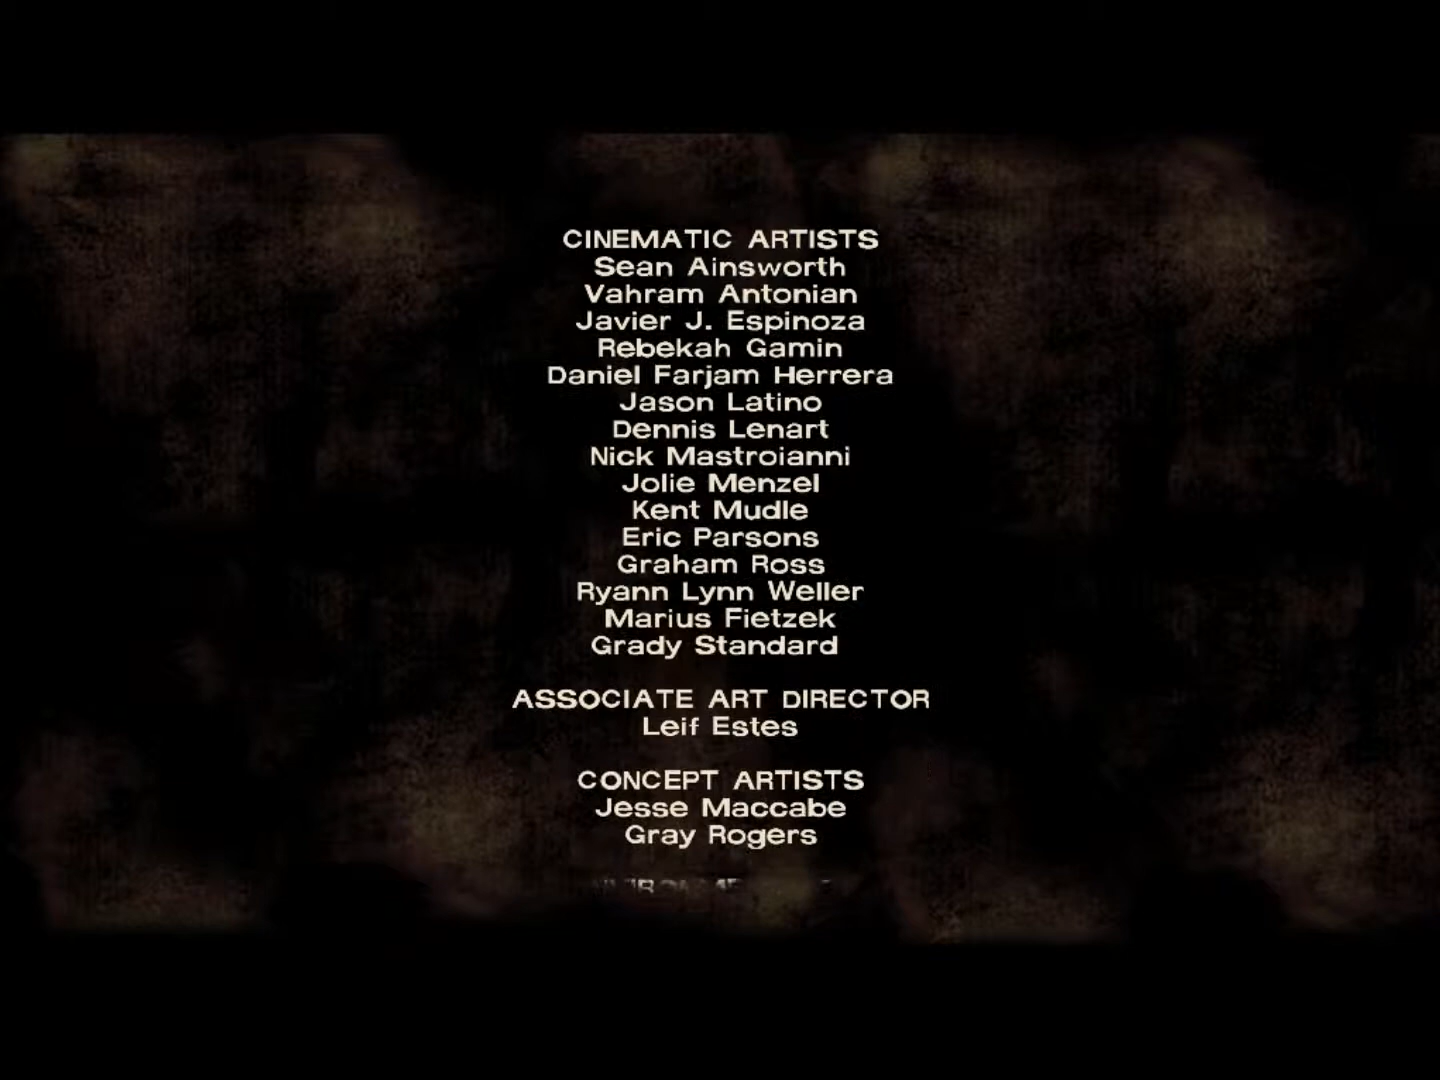 CINEMATIC ARTISTS
Sean Ainsworth
Vahram Antonian
Javier J. Espinoza
Rebekah Gamin
Daniel Farjam Herrera
Jason Latino
Dennis Lenart
Nick Mastroianni
Jolie Menzel
Kent Mudle
Eric Parsons
Graham Ross
Ryann Lynn Weller
Marius Fietzek
Grady Standard
ASSOCIATE ART DIRECTOR
Leif Estes
CONCEPT ARTISTS
Jesse Maccabe
Gray Rogers